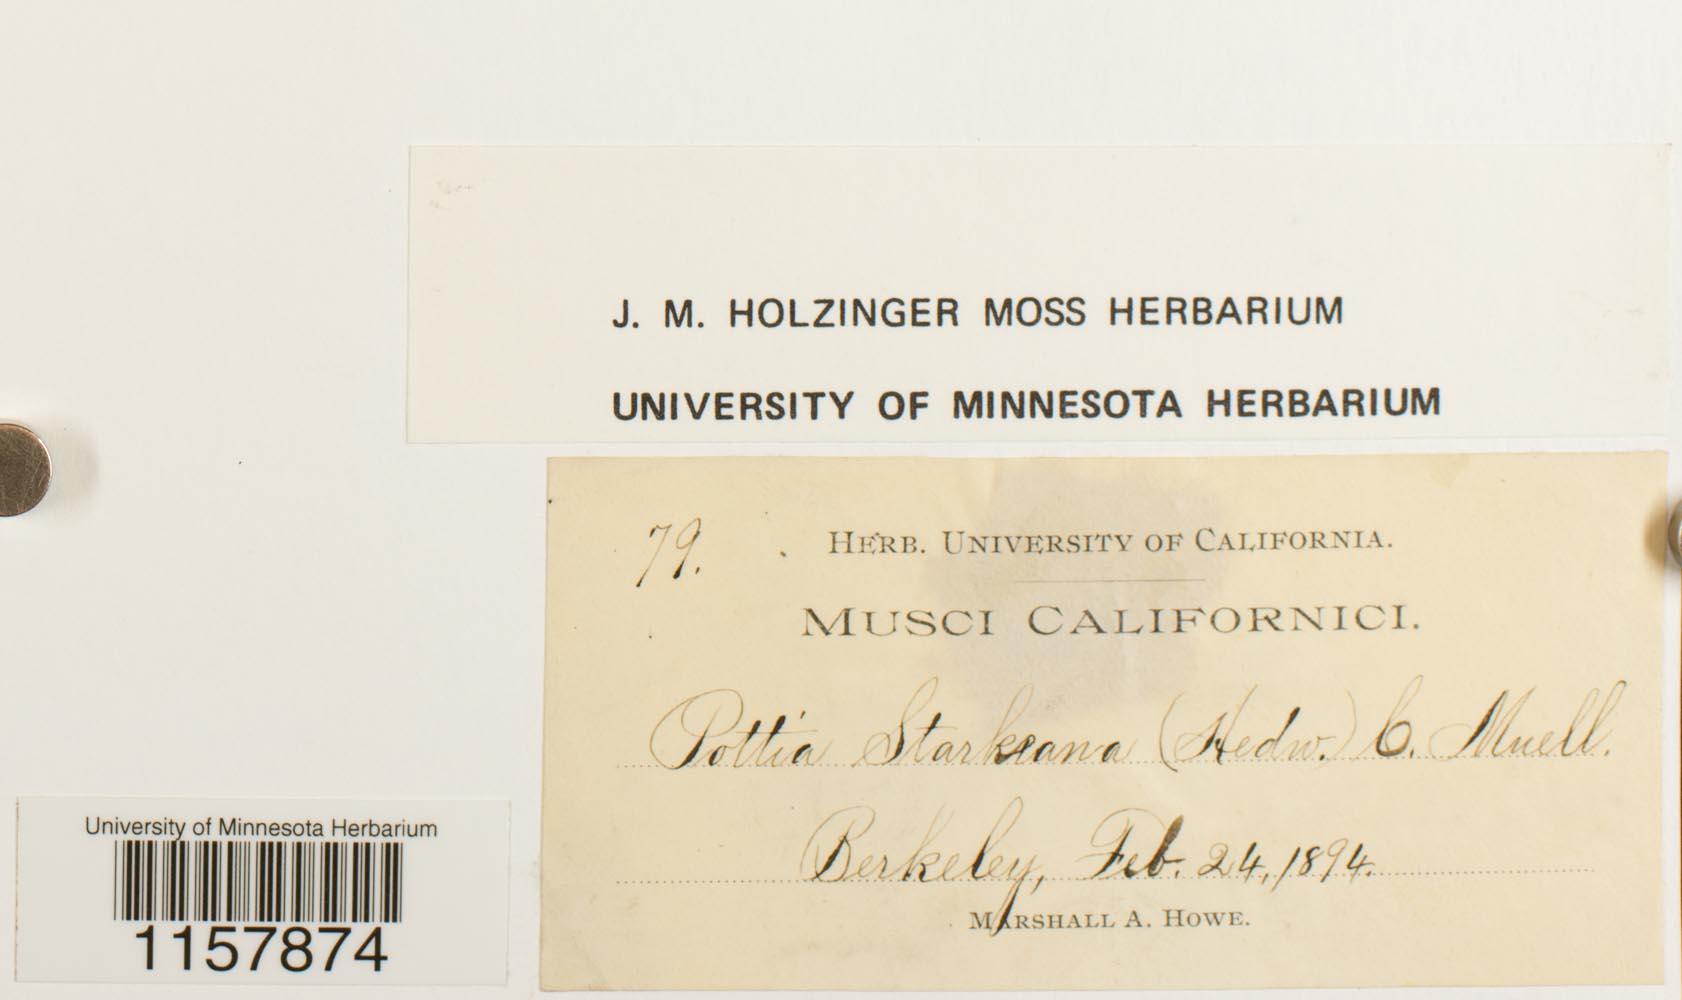 J. M. HOLZINGER MOSS HERBARIUM
UNIVERSITY OF MINNESOTA HERBARIUM
79.
HERB. UNIVERSITY OF CALIFORNIA.
MUSCI CALIFORNICI.
Pottia Starkeana (Hedw.) C. Muell.
Berkeley, Feb. 24, 1894.
MARSHALL A. HOWE.
University of Minnesota Herbarium
1157874